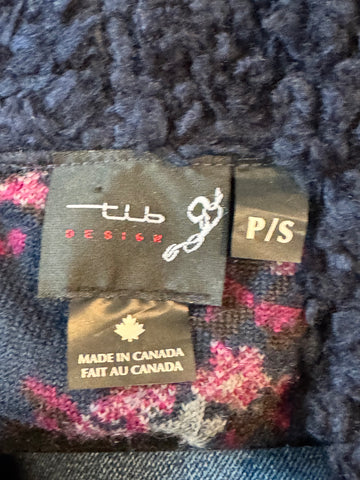 tib
DESIGN
P/S
MADE IN CANADA
FAIT AU CANADA